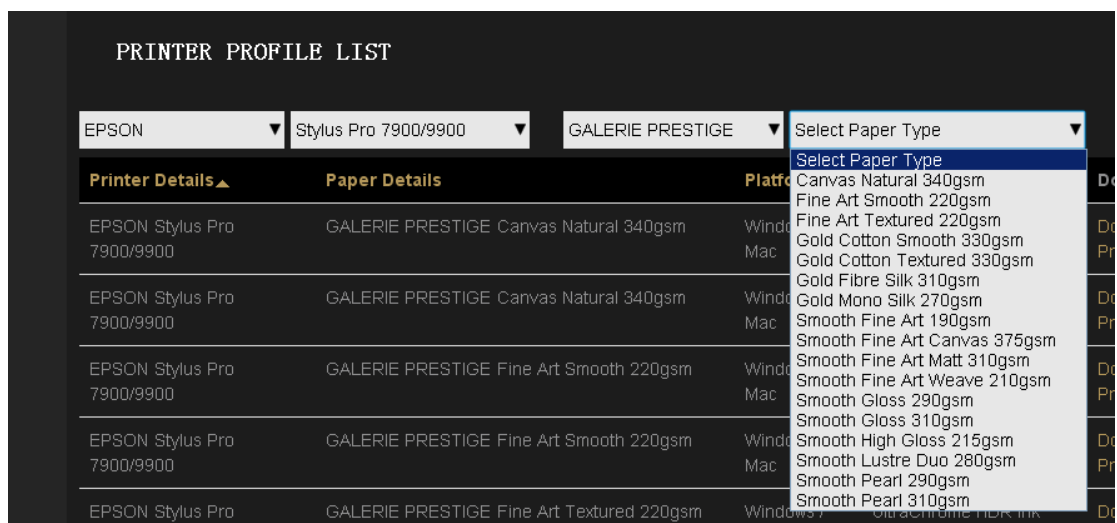 PRINTER PROFILE LIST
EPSON Stylus Pro 7900/9900 GALERIE PRESTIGE Select Paper Type
Select Paper Type
Canvas Natural 340gsm
Fine Art Smooth 220gsm
Fine Art Textured 220gsm
Gold Cotton Smooth 330gsm
Gold Cotton Textured 330gsm
Gold Fibre Silk 310gsm
Gold Mono Silk 270gsm
Smooth Fine Art 190gsm
Smooth Fine Art Canvas 375gsm
Smooth Fine Art Matt 310gsm
Smooth Fine Art Weave 210gsm
Smooth Gloss 290gsm
Smooth Gloss 310gsm
Smooth High Gloss 215gsm
Smooth Lustre Duo 280gsm
Smooth Pearl 290gsm
Smooth Pearl 310gsm
Printer Details Paper Details
EPSON Stylus Pro GALERIE PRESTIGE Canvas Natural 340gsm
7900/9900 Mac
EPSON Stylus Pro GALERIE PRESTIGE Canvas Natural 340gsm
7900/9900 Mac
EPSON Stylus Pro GALERIE PRESTIGE Fine Art Smooth 220gsm
7900/9900 Mac
EPSON Stylus Pro GALERIE PRESTIGE Fine Art Smooth 220gsm
7900/9900 Mac
EPSON Stylus Pro GALERIE PRESTIGE Fine Art Textured 220gsm